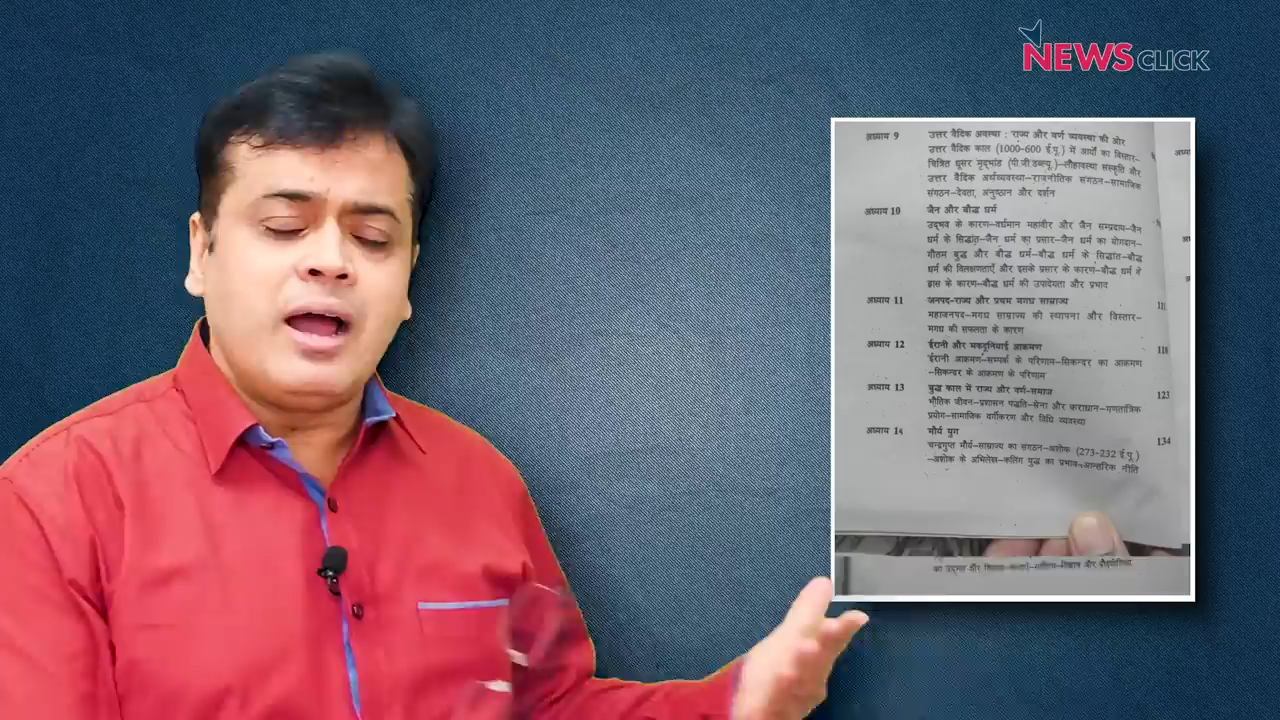 NEWSCLICK
अध्याय 9 उत्तर वैदिक अवस्था : राज्य और वर्ण व्यवस्था की ओर
उत्तर वैदिक काल (1000-600 ई.पू.) में आर्यों का विस्तार–
चित्रित धूसर मृद्भांड (पी.जी.डब्ल्यू.)–लौहावस्था संस्कृति और
उत्तर वैदिक अर्थव्यवस्था–राजनीतिक संगठन–सामाजिक
संगठन–देवता, अनुष्ठान और दर्शन
अध्याय 10 जैन और बौद्ध धर्म
उद्भव के कारण–वर्धमान महावीर और जैन सम्प्रदाय–जैन
धर्म के सिद्धांत–जैन धर्म का प्रसार–जैन धर्म का योगदान–
गौतम बुद्ध और बौद्ध धर्म–बौद्ध धर्म के सिद्धांत–बौद्ध
धर्म की विलक्षणताएँ और इसके प्रसार के कारण–बौद्ध धर्म में
ह्रास के कारण–बौद्ध धर्म की उपादेयता और प्रभाव
अध्याय 11 जनपद-राज्य और प्रथम मगध साम्राज्य 111
महाजनपद–मगध साम्राज्य की स्थापना और विस्तार–
मगध की सफलता के कारण
अध्याय 12 ईरानी और मकदूनियाई आक्रमण 118
ईरानी आक्रमण–सम्पर्क के परिणाम–सिकन्दर का आक्रमण
–सिकन्दर के आक्रमण के परिणाम
अध्याय 13 बुद्ध काल में राज्य और वर्ण-समाज 123
भौतिक जीवन–प्रशासन पद्धति–सेना और कराधान–गणतांत्रिक
प्रयोग–सामाजिक वर्गीकरण और विधि व्यवस्था
अध्याय 14 मौर्य युग 134
चन्द्रगुप्त मौर्य–साम्राज्य का संगठन–अशोक (273-232 ई.पू.)
–अशोक के अभिलेख–कलिंग युद्ध का प्रभाव–आन्तरिक नीति
का उद्भव और